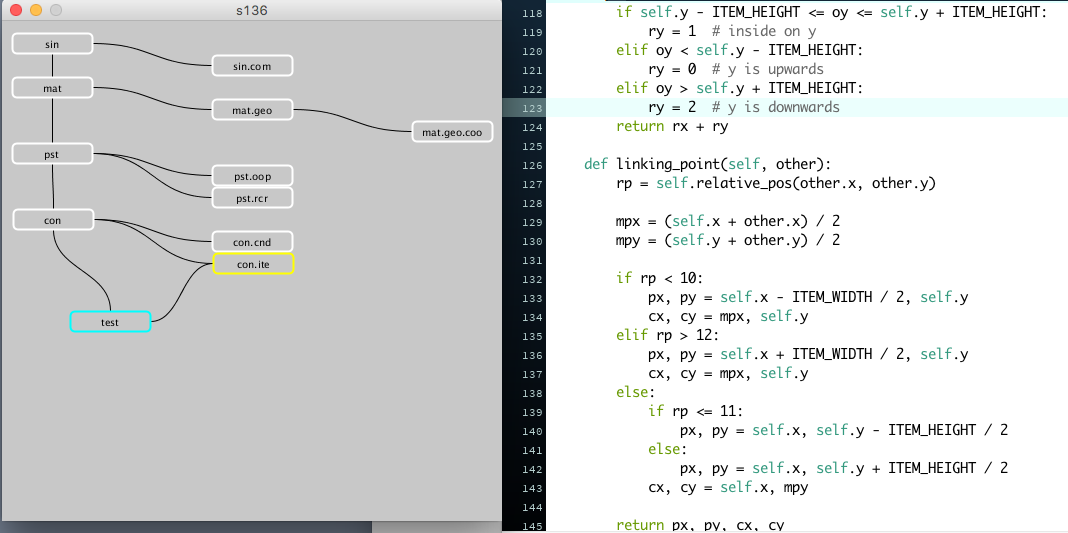 s136
sin
sin.com
mat
mat.geo
mat.geo.coo
pst
pst.oop
pst.rcr
con
con.cnd
con.ite
test
118 if self.y - ITEM_HEIGHT <= oy <= self.y + ITEM_HEIGHT:
119 ry = 1  # inside on y
120 elif oy < self.y - ITEM_HEIGHT:
121 ry = 0  # y is upwards
122 elif oy > self.y + ITEM_HEIGHT:
123 ry = 2  # y is downwards
124 return rx + ry
125
126 def linking_point(self, other):
127 rp = self.relative_pos(other.x, other.y)
128
129 mpx = (self.x + other.x) / 2
130 mpy = (self.y + other.y) / 2
131
132 if rp < 10:
133 px, py = self.x - ITEM_WIDTH / 2, self.y
134 cx, cy = mpx, self.y
135 elif rp > 12:
136 px, py = self.x + ITEM_WIDTH / 2, self.y
137 cx, cy = mpx, self.y
138 else:
139 if rp <= 11:
140 px, py = self.x, self.y - ITEM_HEIGHT / 2
141 else:
142 px, py = self.x, self.y + ITEM_HEIGHT / 2
143 cx, cy = self.x, mpy
144
145 return px, py, cx, cy